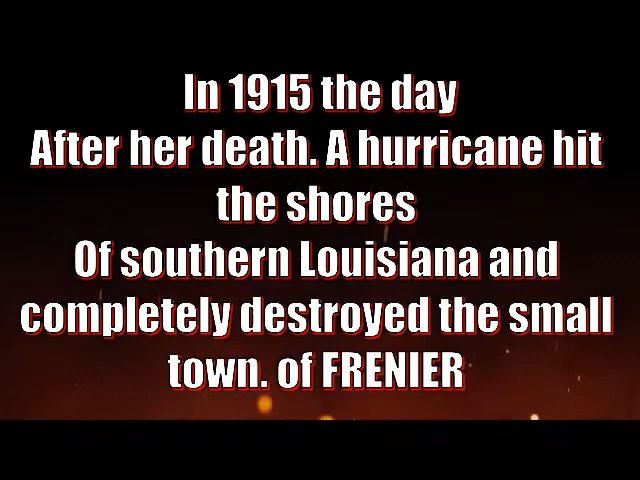 In 1915 the day
After her death. A hurricane hit
the shores
Of southern Louisiana and
completely destroyed the small
town. of FRENIER